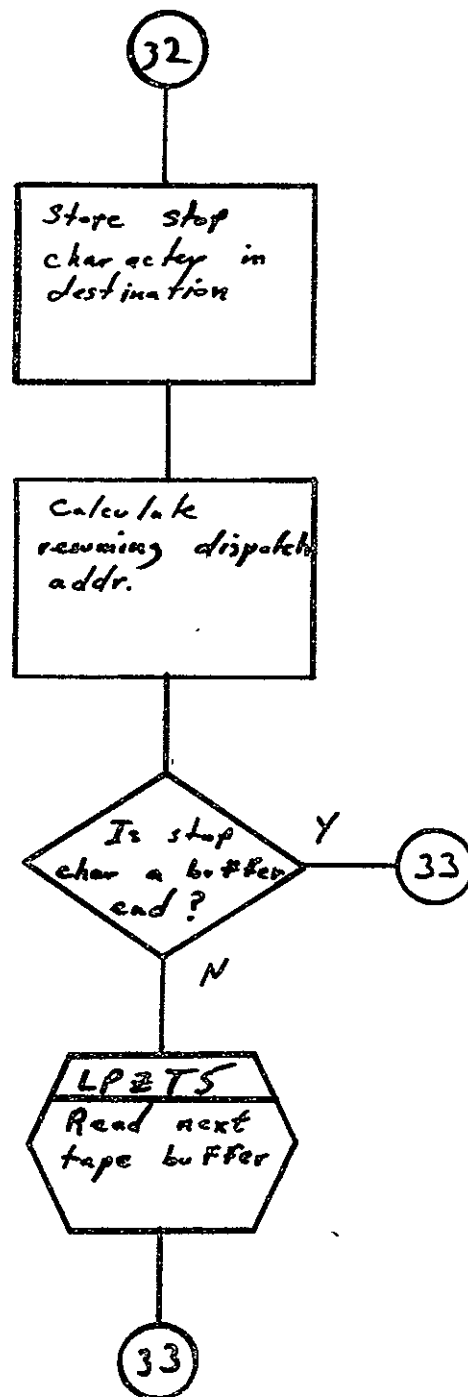 32
Store stop
character in
destination
Calculate
resuming dispatch
addr.
Is stop
char a buffer
end?
Y
33
N
LPZTS
Read next
tape buffer
33